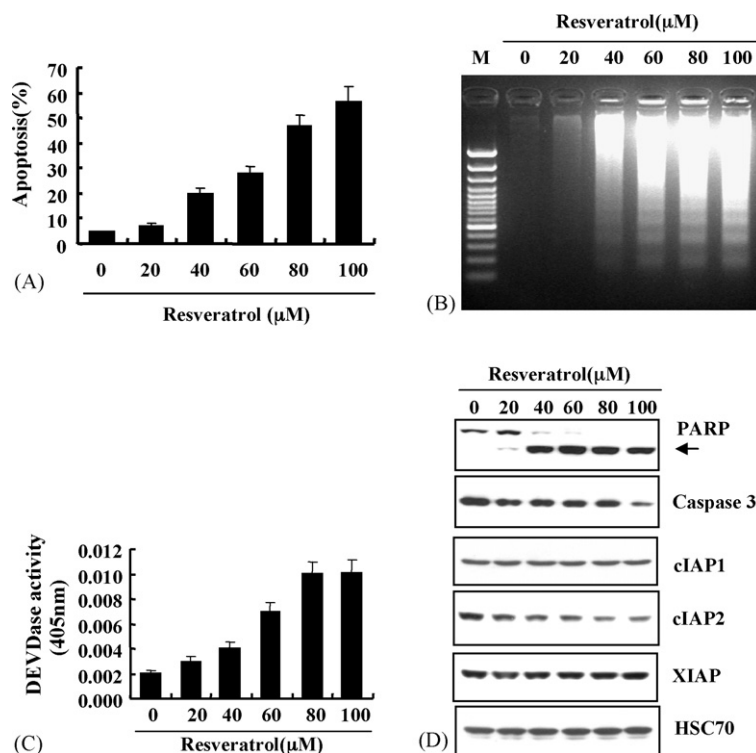 70
60
50
40
30
20
10
0
Apoptosis(%)
0 20 40 60 80 100
Resveratrol (μM)
(A)
Resveratrol(μM)
M 0 20 40 60 80 100
(B)
0.012
0.010
0.008
0.006
0.004
0.002
0.000
DEVDase activity
(405nm)
0 20 40 60 80 100
Resveratrol(μM)
(C)
Resveratrol(μM)
0 20 40 60 80 100
PARP
Caspase 3
cIAP1
cIAP2
XIAP
HSC70
(D)